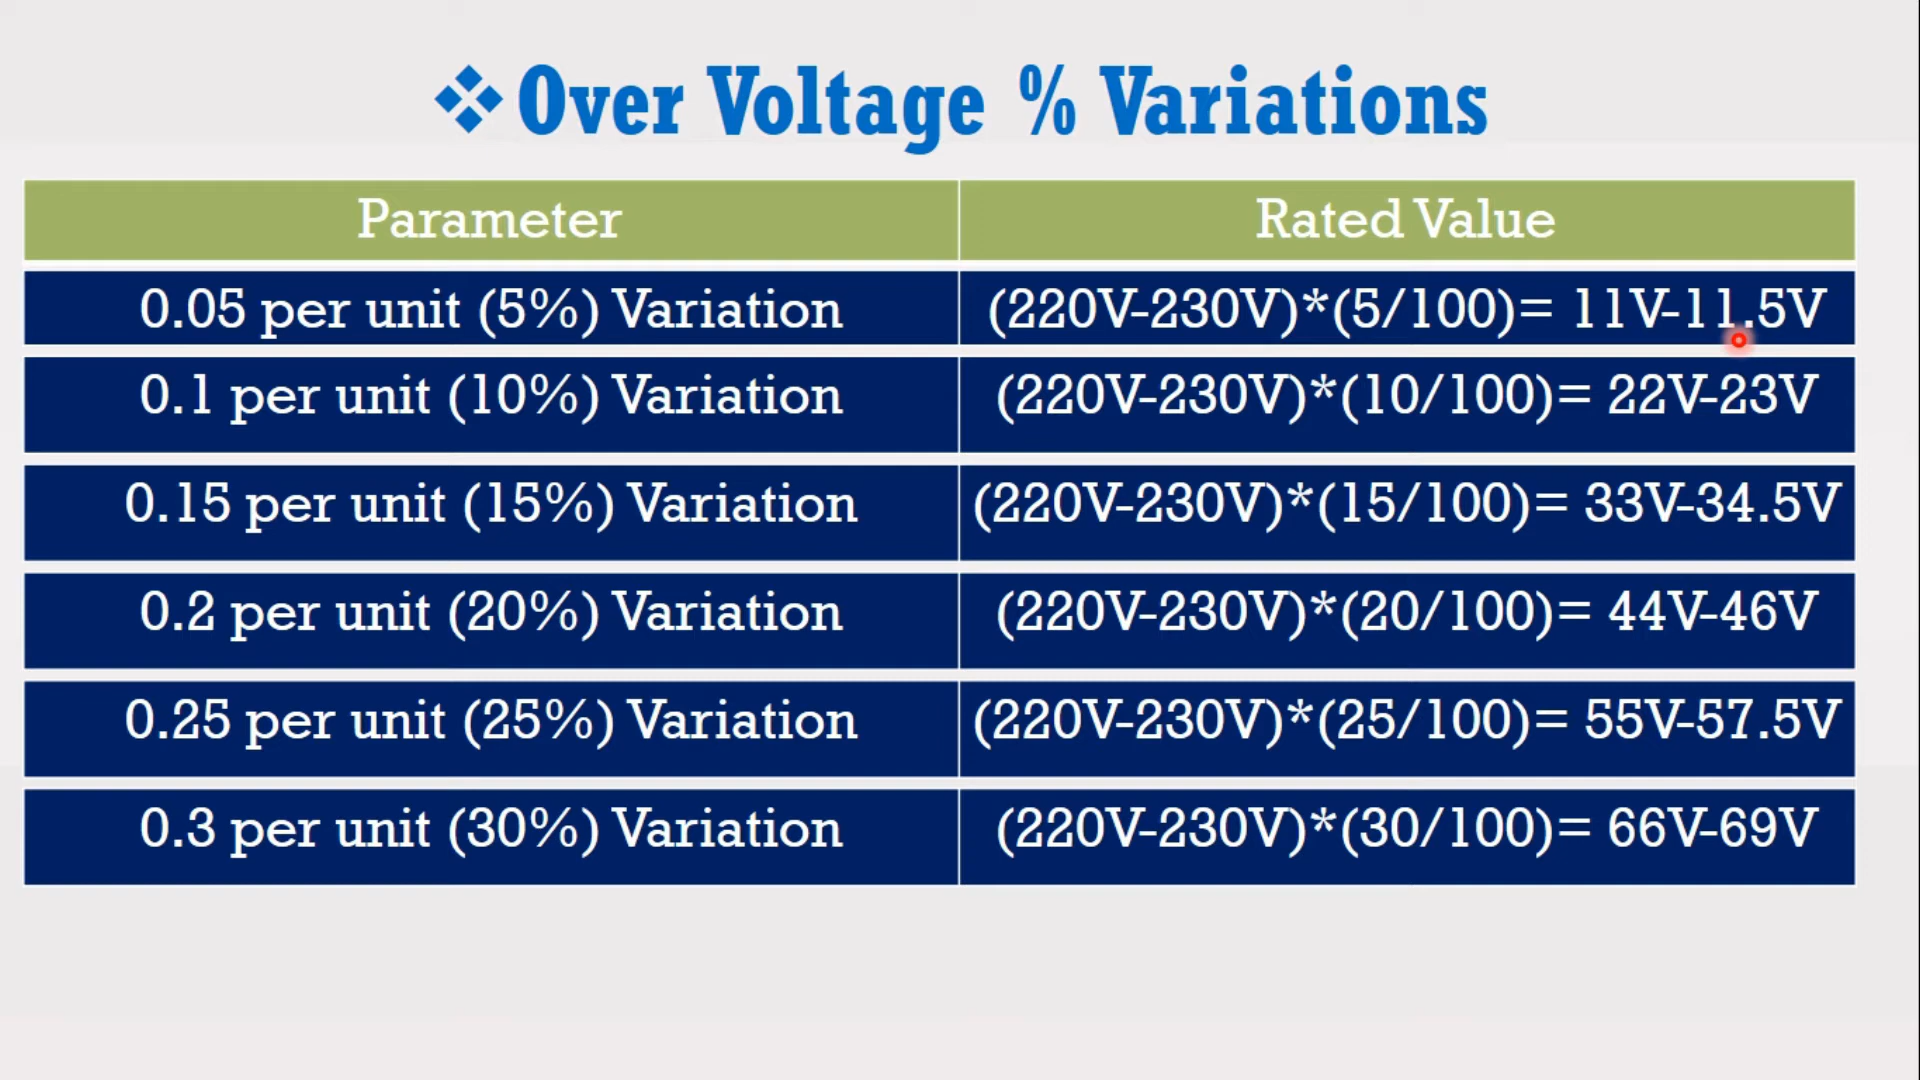 ❖Over Voltage % Variations
Parameter Rated Value
0.05 per unit (5%) Variation (220V-230V)*(5/100)= 11V-11.5V
0.1 per unit (10%) Variation (220V-230V)*(10/100)= 22V-23V
0.15 per unit (15%) Variation (220V-230V)*(15/100)= 33V-34.5V
0.2 per unit (20%) Variation (220V-230V)*(20/100)= 44V-46V
0.25 per unit (25%) Variation (220V-230V)*(25/100)= 55V-57.5V
0.3 per unit (30%) Variation (220V-230V)*(30/100)= 66V-69V